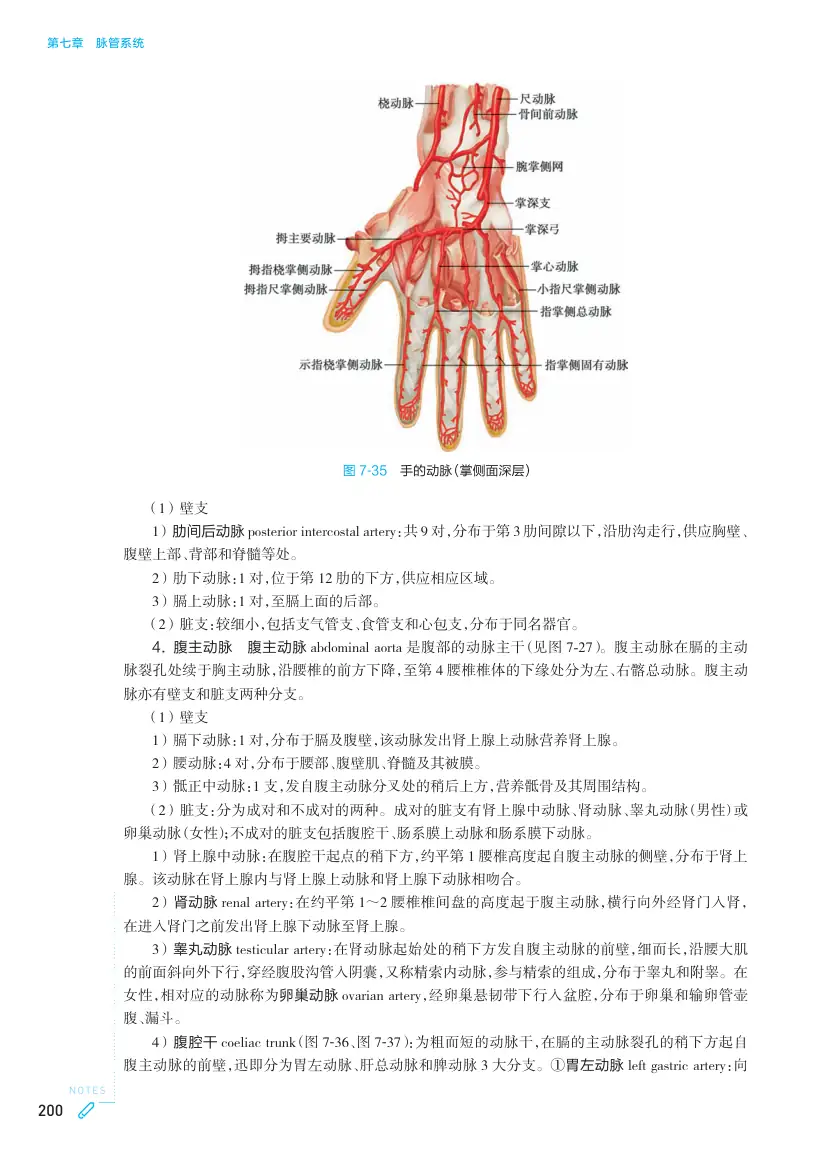 第七章　脉管系统
桡动脉
尺动脉
骨间前动脉
腕掌侧网
掌深支
掌深弓
拇主要动脉
掌心动脉
拇指桡掌侧动脉
拇指尺掌侧动脉
小指尺掌侧动脉
指掌侧总动脉
示指桡掌侧动脉
指掌侧固有动脉
图 7-35　手的动脉（掌侧面深层）
（1）壁支
1）肋间后动脉 posterior intercostal artery：共 9 对，分布于第 3 肋间隙以下，沿肋沟走行，供应胸壁、
腹壁上部、背部和脊髓等处。
2）肋下动脉：1 对，位于第 12 肋的下方，供应相应区域。
3）膈上动脉：1 对，至膈上面的后部。
（2）脏支：较细小，包括支气管支、食管支和心包支，分布于同名器官。
4. 腹主动脉　腹主动脉 abdominal aorta 是腹部的动脉主干（见图 7-27）。腹主动脉在膈的主动
脉裂孔处续于胸主动脉，沿腰椎的前方下降，至第 4 腰椎椎体的下缘处分为左、右髂总动脉。腹主动
脉亦有壁支和脏支两种分支。
（1）壁支
1）膈下动脉：1 对，分布于膈及腹壁，该动脉发出肾上腺上动脉营养肾上腺。
2）腰动脉：4 对，分布于腰部、腹壁肌、脊髓及其被膜。
3）骶正中动脉：1 支，发自腹主动脉分叉处的稍后上方，营养骶骨及其周围结构。
（2）脏支：分为成对和不成对的两种。成对的脏支有肾上腺中动脉、肾动脉、睾丸动脉（男性）或
卵巢动脉（女性）；不成对的脏支包括腹腔干、肠系膜上动脉和肠系膜下动脉。
1）肾上腺中动脉：在腹腔干起点的稍下方，约平第 1 腰椎高度起自腹主动脉的侧壁，分布于肾上
腺。该动脉在肾上腺内与肾上腺上动脉和肾上腺下动脉相吻合。
2）肾动脉 renal artery：在约平第 1～2 腰椎椎间盘的高度起于腹主动脉，横行向外经肾门入肾，
在进入肾门之前发出肾上腺下动脉至肾上腺。
3）睾丸动脉 testicular artery：在肾动脉起始处的稍下方发自腹主动脉的前壁，细而长，沿腰大肌
的前面斜向外下行，穿经腹股沟管入阴囊，又称精索内动脉，参与精索的组成，分布于睾丸和附睾。在
女性，相对应的动脉称为卵巢动脉 ovarian artery，经卵巢悬韧带下行入盆腔，分布于卵巢和输卵管壶
腹、漏斗。
4）腹腔干 coeliac trunk（图 7-36、图 7-37）：为粗而短的动脉干，在膈的主动脉裂孔的稍下方起自
腹主动脉的前壁，迅即分为胃左动脉、肝总动脉和脾动脉 3 大分支。①胃左动脉 left gastric artery：向
NOTES
200